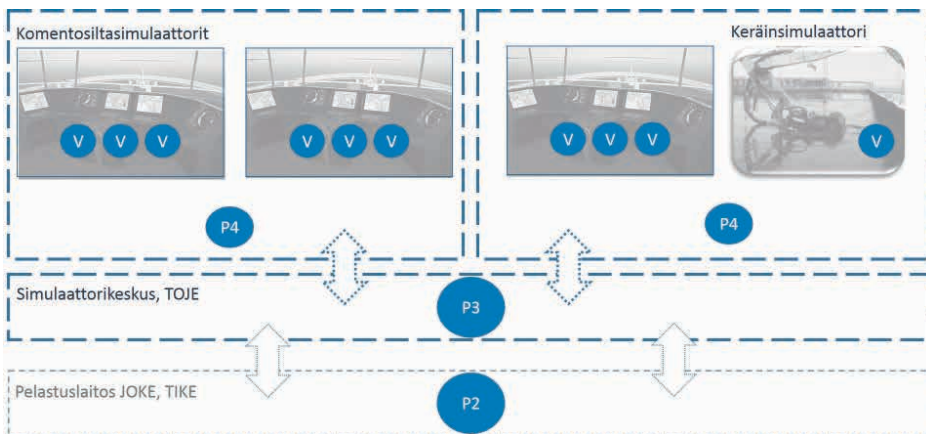 Komentosiltasimulaattorit
Keräinsimulaattori
V V V
V V V
V V V
V
P4
P4
Simulaattorikeskus, TOJE
P3
Pelastuslaitos JOKE, TIKE
P2